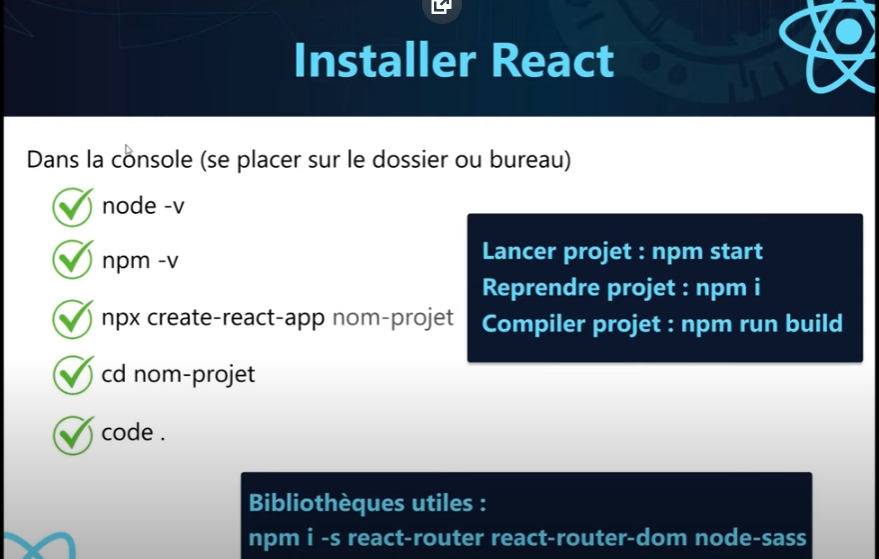 Installer React
Dans la console (se placer sur le dossier ou bureau)
node -v
npm -v
npx create-react-app nom-projet
cd nom-projet
code .
Lancer projet : npm start
Reprendre projet : npm i
Compiler projet : npm run build
Bibliothèques utiles :
npm i -s react-router react-router-dom node-sass